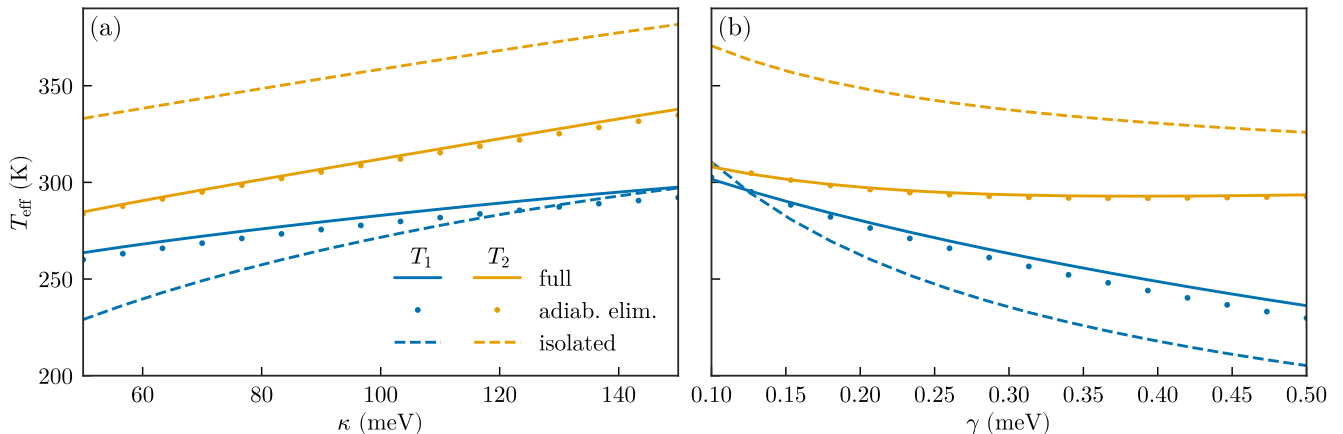 (a)
T_eff (K)
350
300
250
200
T_1 T_2
full
adiab. elim.
isolated
60 80 100 120 140
κ (meV)
(b)
0.10 0.15 0.20 0.25 0.30 0.35 0.40 0.45 0.50
γ (meV)